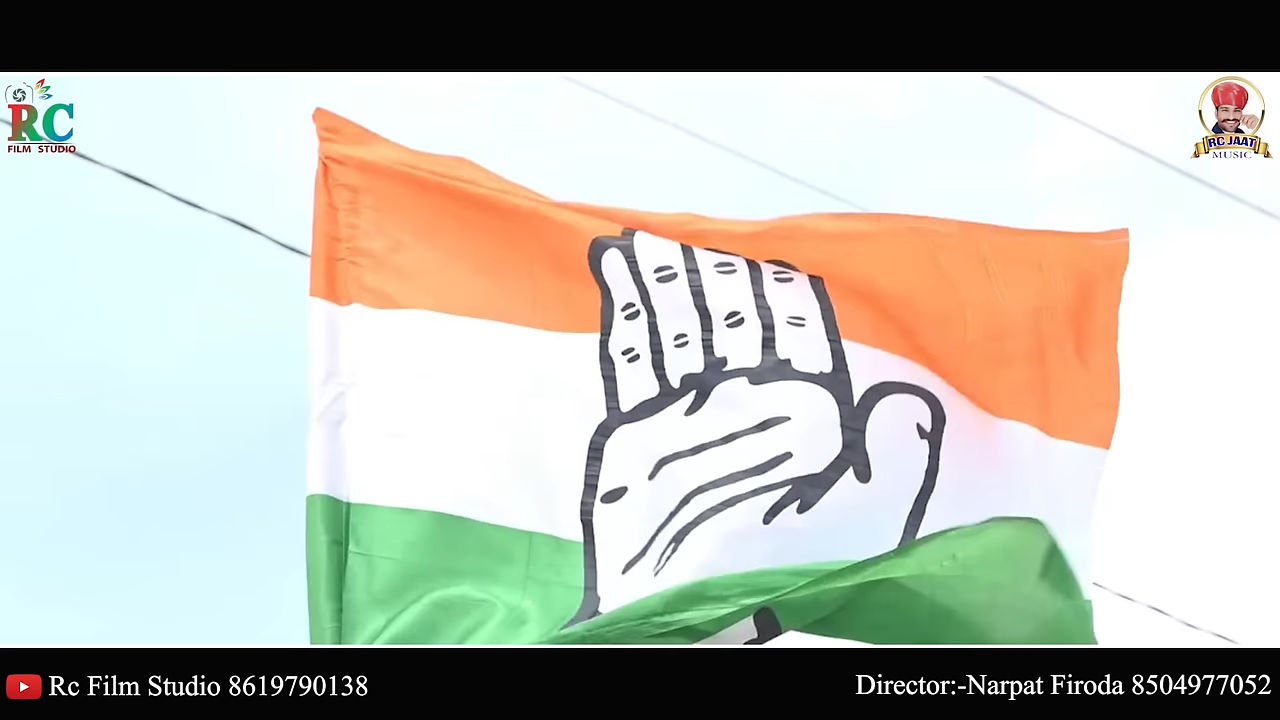 RC
FILM STUDIO
RC JAAT
MUSIC
Rc Film Studio 8619790138
Director:-Narpat Firoda 8504977052